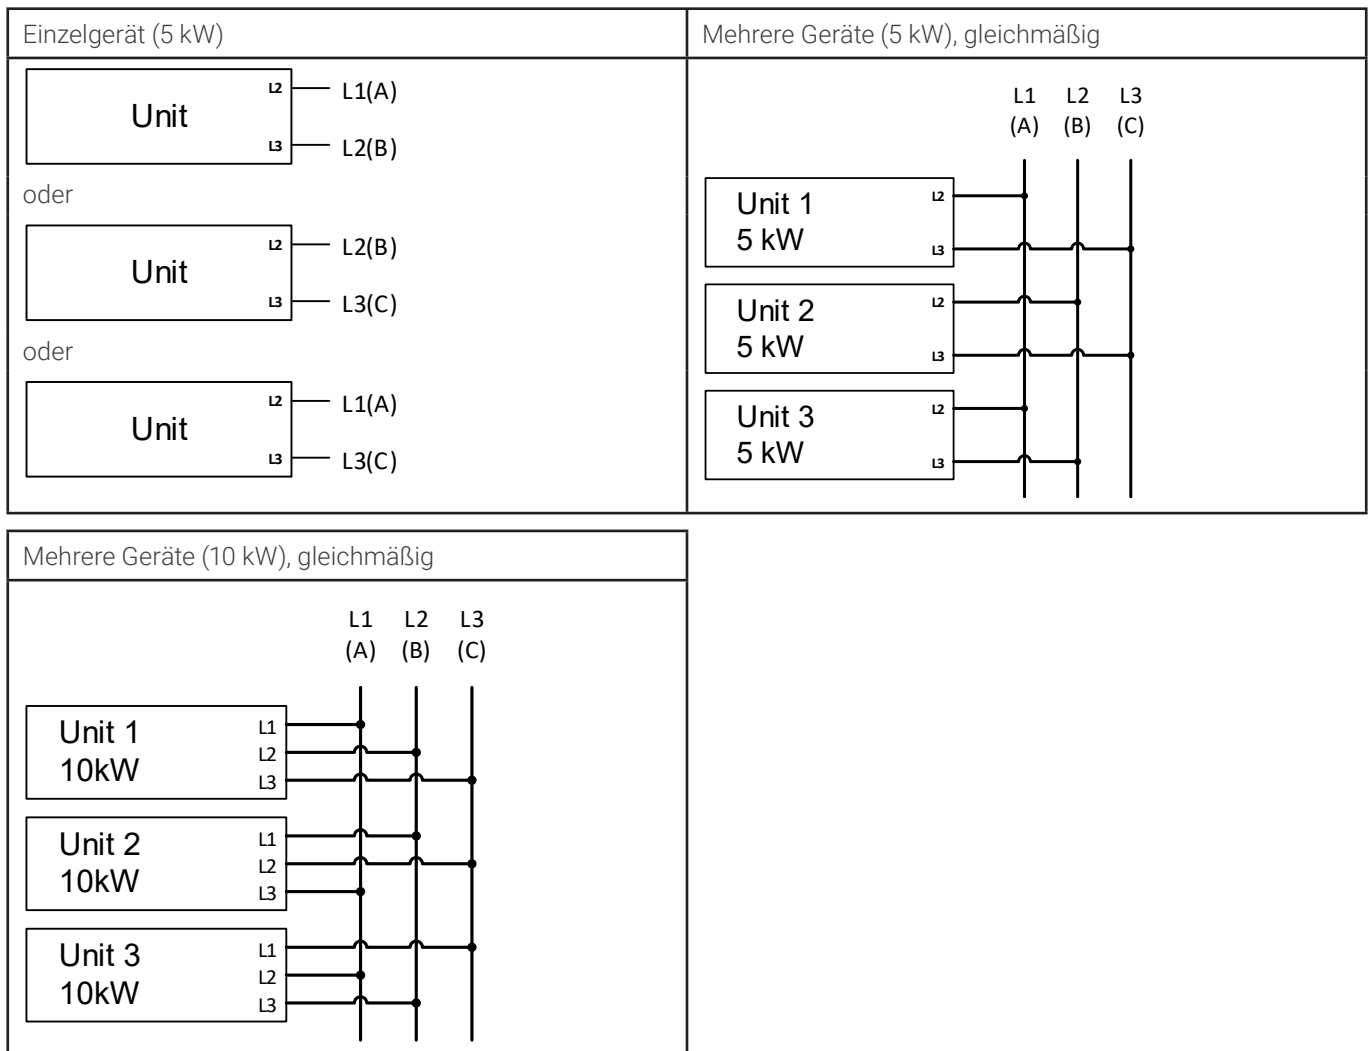 Einzelgerät (5 kW)
Unit
L2
L1(A)
L3
L2(B)
oder
Unit
L2
L2(B)
L3
L3(C)
oder
Unit
L2
L1(A)
L3
L3(C)
Mehrere Geräte (5 kW), gleichmäßig
L1 L2 L3
(A) (B) (C)
Unit 1
5 kW
L2
L3
Unit 2
5 kW
L2
L3
Unit 3
5 kW
L2
L3
Mehrere Geräte (10 kW), gleichmäßig
L1 L2 L3
(A) (B) (C)
Unit 1
10kW
L1
L2
L3
Unit 2
10kW
L1
L2
L3
Unit 3
10kW
L1
L2
L3